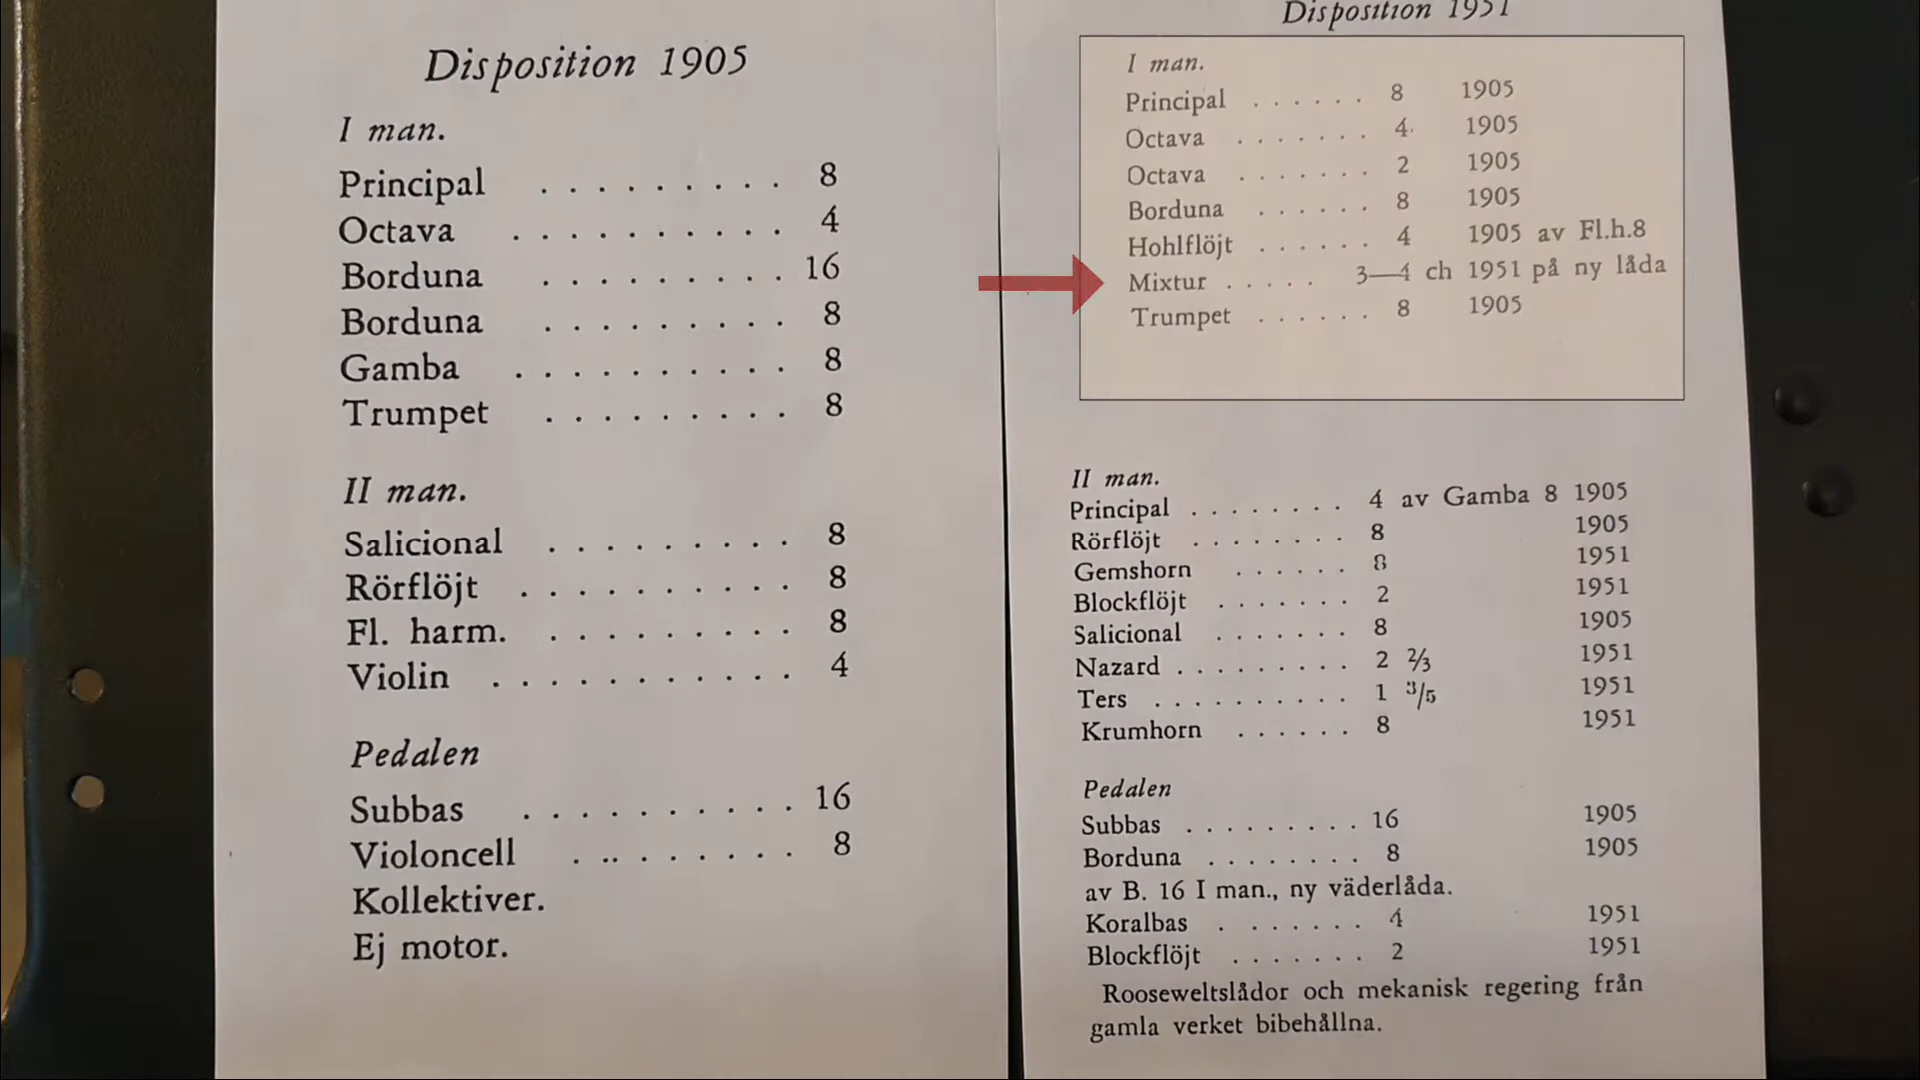 Disposition 1905
I man.
Principal . . . . . . . . . 8
Octava . . . . . . . . . . 4
Borduna . . . . . . . . . 16
Borduna . . . . . . . . . 8
Gamba . . . . . . . . . . 8
Trumpet . . . . . . . . . 8
II man.
Salicional . . . . . . . . . 8
Rörflöjt . . . . . . . . . . 8
Fl. harm. . . . . . . . . . 8
Violin . . . . . . . . . . . 4
Pedalen
Subbas . . . . . . . . . . 16
Violoncell . .. . . . . . . 8
Kollektiver.
Ej motor.
Disposition 1951
I man.
Principal . . . . . . 8 1905
Octava . . . . . . . 4 1905
Octava . . . . . . . 2 1905
Borduna . . . . . . 8 1905
Hohlflöjt . . . . . . 4 1905 av Fl.h.8
Mixtur . . . . . 3—4 ch 1951 på ny låda
Trumpet . . . . . . 8 1905
II man.
Principal . . . . . . . . 4 av Gamba 8 1905
Rörflöjt . . . . . . . . 8 1905
Gemshorn . . . . . . 8 1951
Blockflöjt . . . . . . . 2 1951
Salicional . . . . . . . 8 1905
Nazard . . . . . . . . . 2 2/3 1951
Ters . . . . . . . . . . 1 3/5 1951
Krumhorn . . . . . . 8 1951
Pedalen
Subbas . . . . . . . . . 16 1905
Borduna . . . . . . . . 8 1905
av B. 16 I man., ny väderlåda.
Koralbas . . . . . . . 4 1951
Blockflöjt . . . . . . . 2 1951
Rooseweltslådor och mekanisk regering från
gamla verket bibehållna.